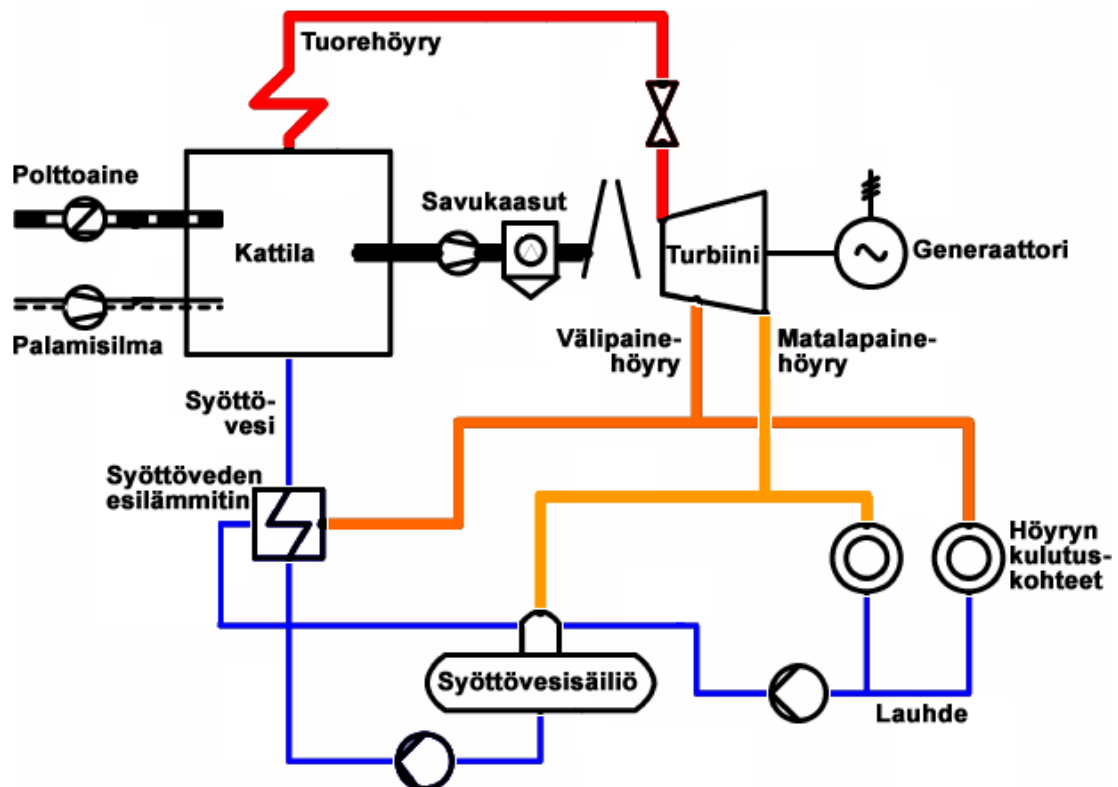 Tuorehöyry
Polttoaine
Savukaasut
Kattila
Turbiini
Generaattori
Palamisilma
Välipaine-
höyry
Matalapaine-
höyry
Syöttö-
vesi
Syöttöveden
esilämmitin
Höyryn
kulutus-
kohteet
Syöttövesisäiliö
Lauhde